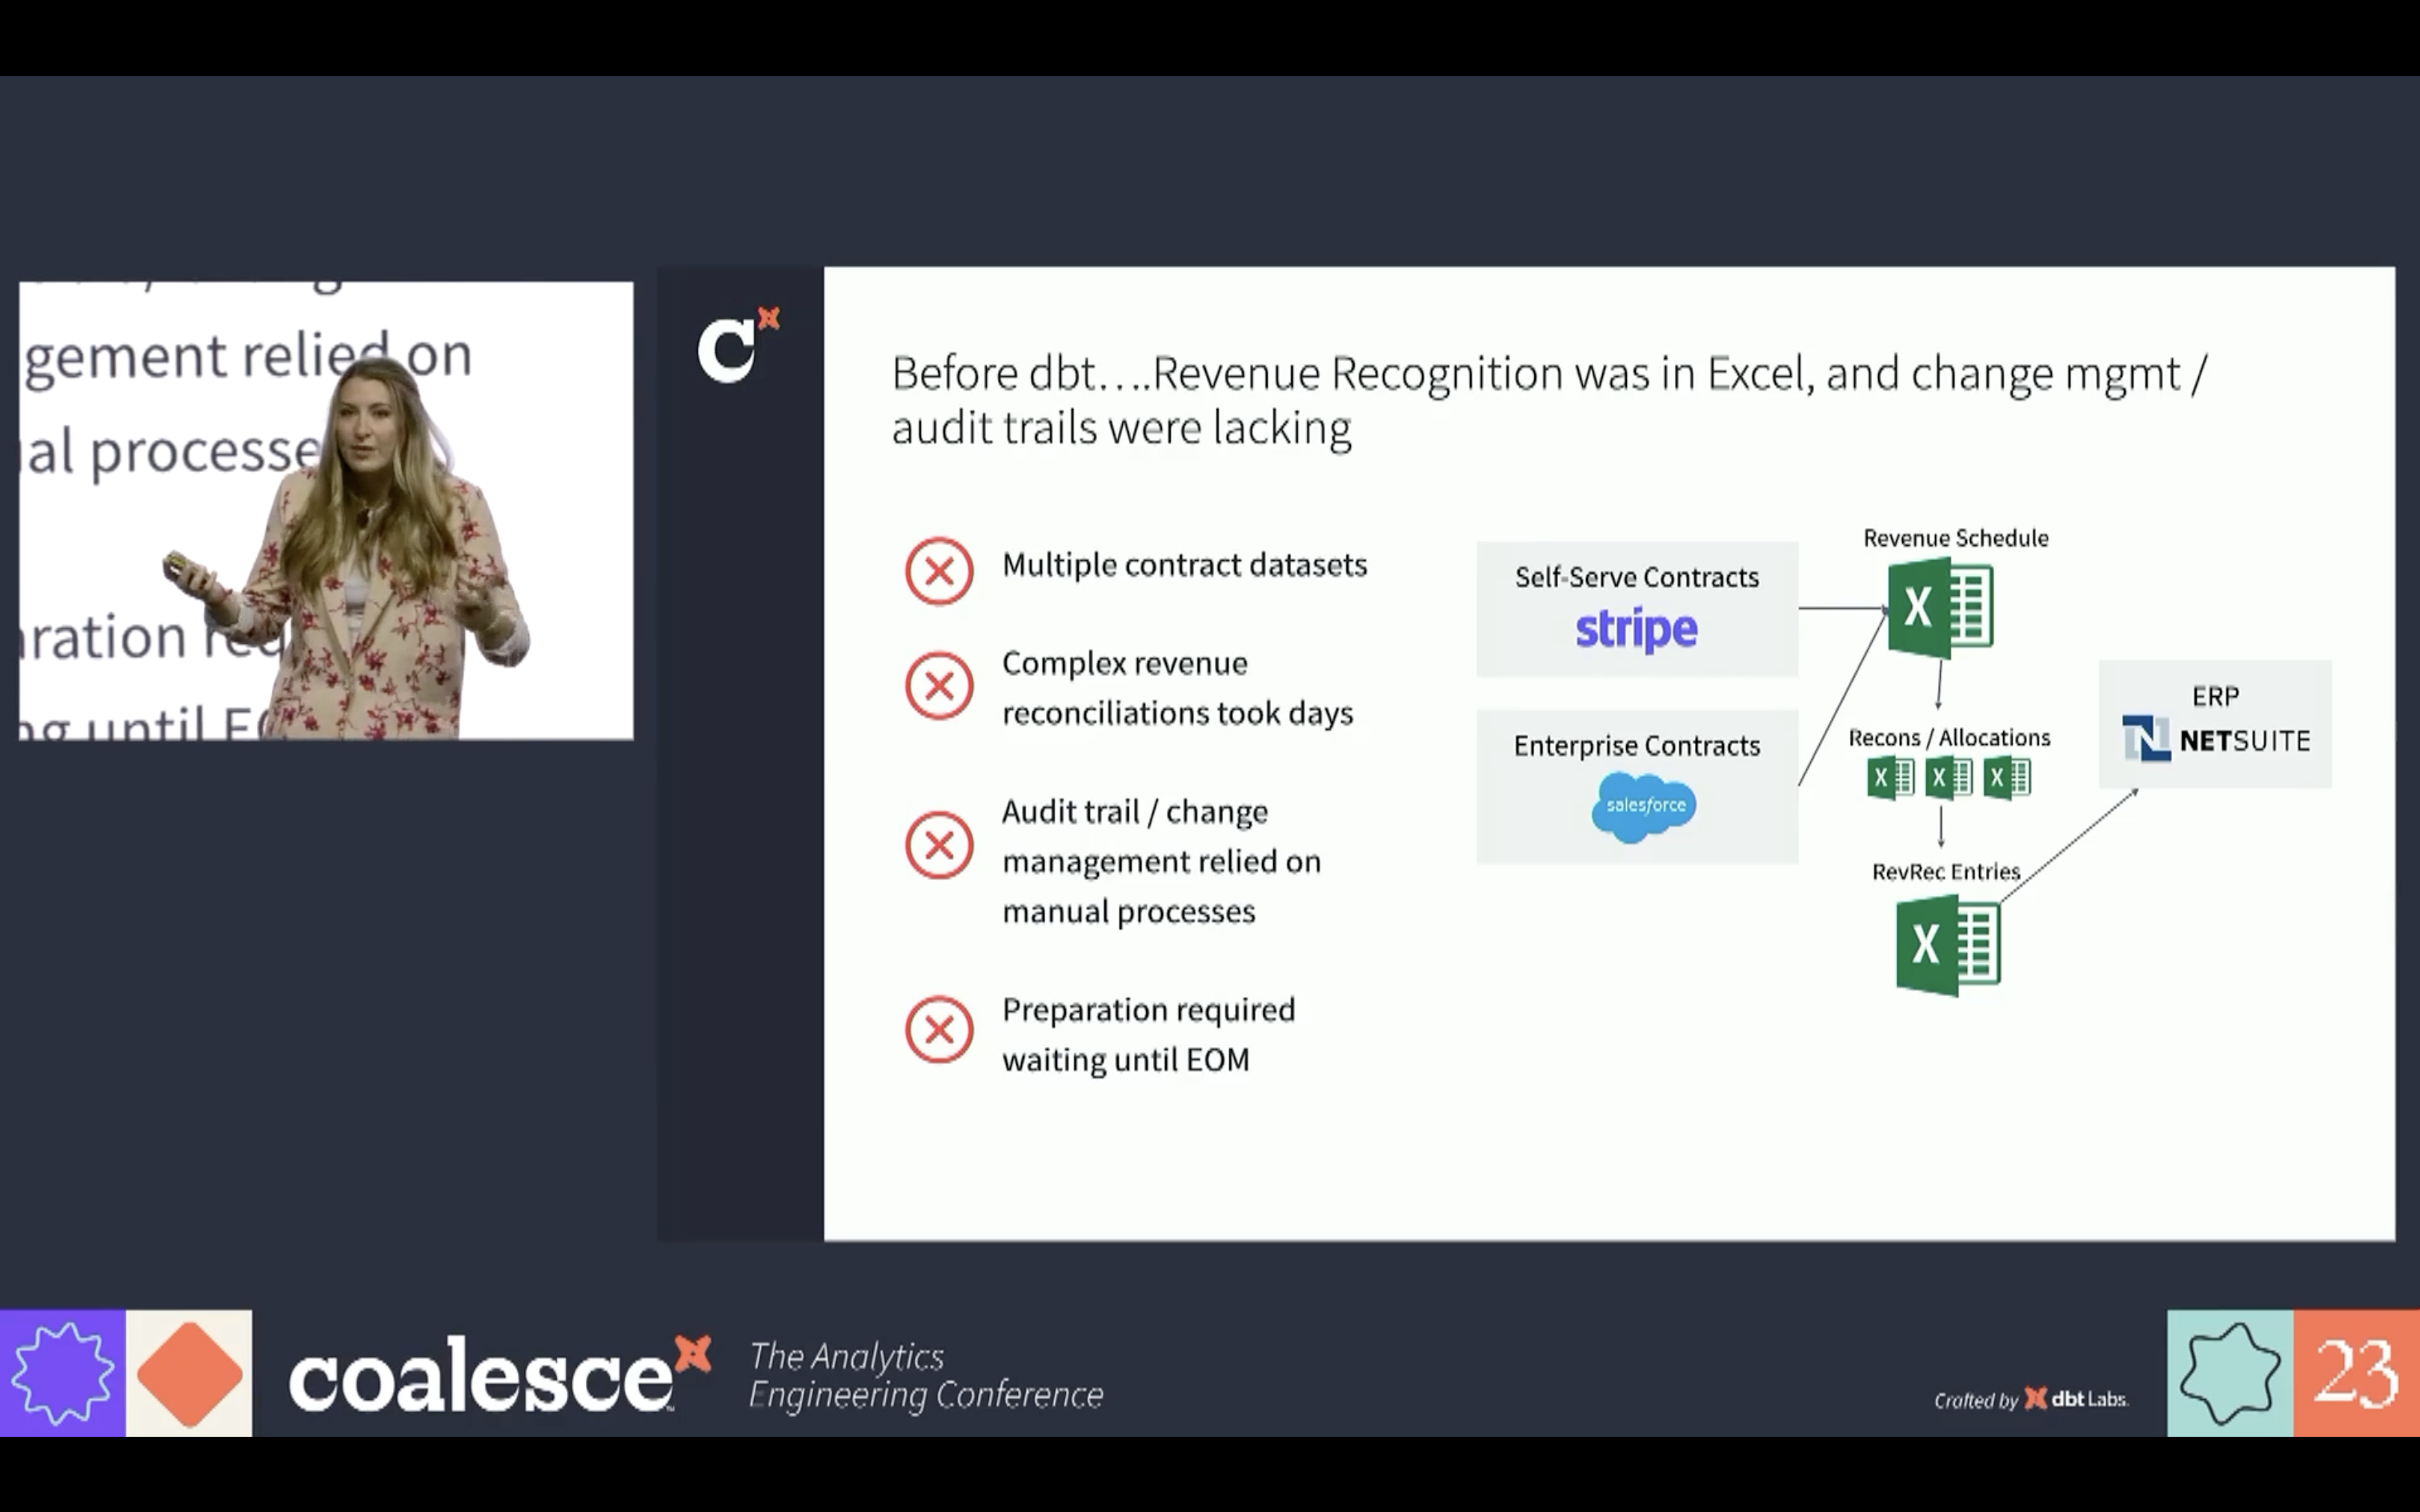 gement relied on
al processe
aration req
ng until EO
Before dbt....Revenue Recognition was in Excel, and change mgmt /
audit trails were lacking
Multiple contract datasets
Complex revenue
reconciliations took days
Audit trail / change
management relied on
manual processes
Preparation required
waiting until EOM
Self-Serve Contracts
stripe
Enterprise Contracts
salesforce
Revenue Schedule
Recons / Allocations
RevRec Entries
ERP
NETSUITE
coalesce
The Analytics
Engineering Conference
Crafted by dbt Labs.
23